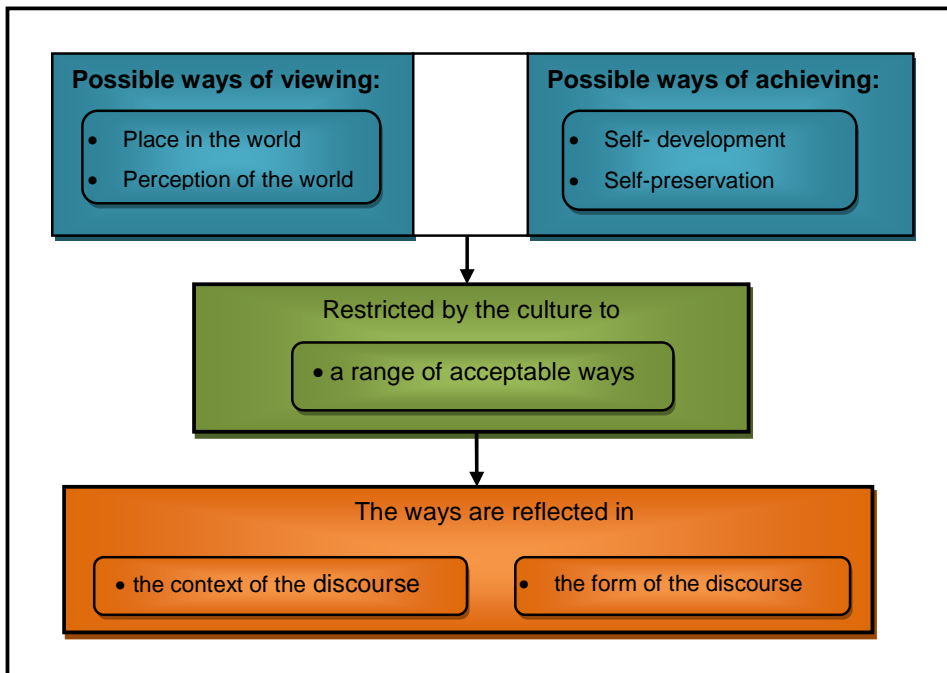 Possible ways of viewing:
• Place in the world
• Perception of the world
Possible ways of achieving:
• Self- development
• Self-preservation
Restricted by the culture to
• a range of acceptable ways
The ways are reflected in
• the context of the discourse
• the form of the discourse